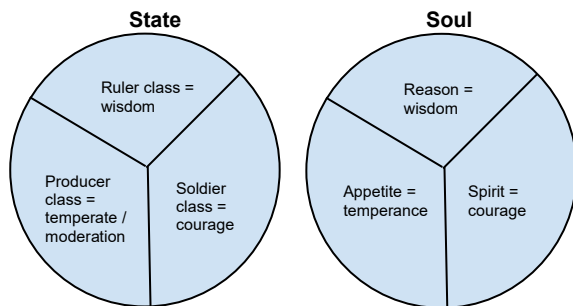 State
Ruler class =
wisdom
Producer
class =
temperate /
moderation
Soldier
class =
courage
Soul
Reason =
wisdom
Appetite =
temperance
Spirit =
courage